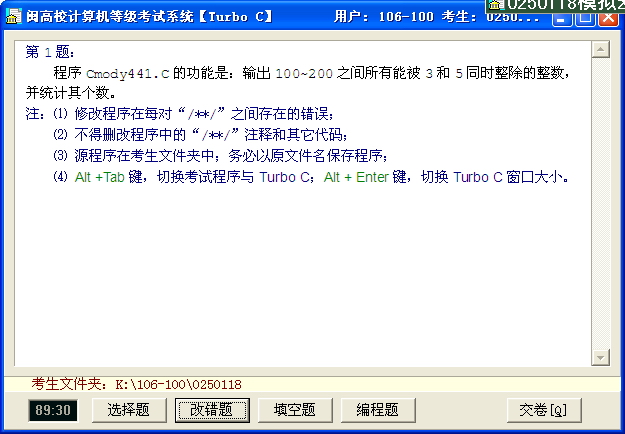 闽高校计算机等级考试系统【Turbo C】 用户: 106-100 考生: 0250...
0250118模拟
第 1 题:
程序 Cmody441.C 的功能是: 输出 100~200 之间所有能被 3 和 5 同时整除的整数,
并统计其个数。
注: ⑴ 修改程序在每对“/**/”之间存在的错误;
⑵ 不得删改程序中的“/**/”注释和其它代码;
⑶ 源程序在考生文件夹中; 务必以原文件名保存程序;
⑷ Alt +Tab 键, 切换考试程序与 Turbo C; Alt + Enter 键, 切换 Turbo C 窗口大小。
考生文件夹: K:\106-100\0250118
89:30 选择题 改错题 填空题 编程题 交卷[Q]